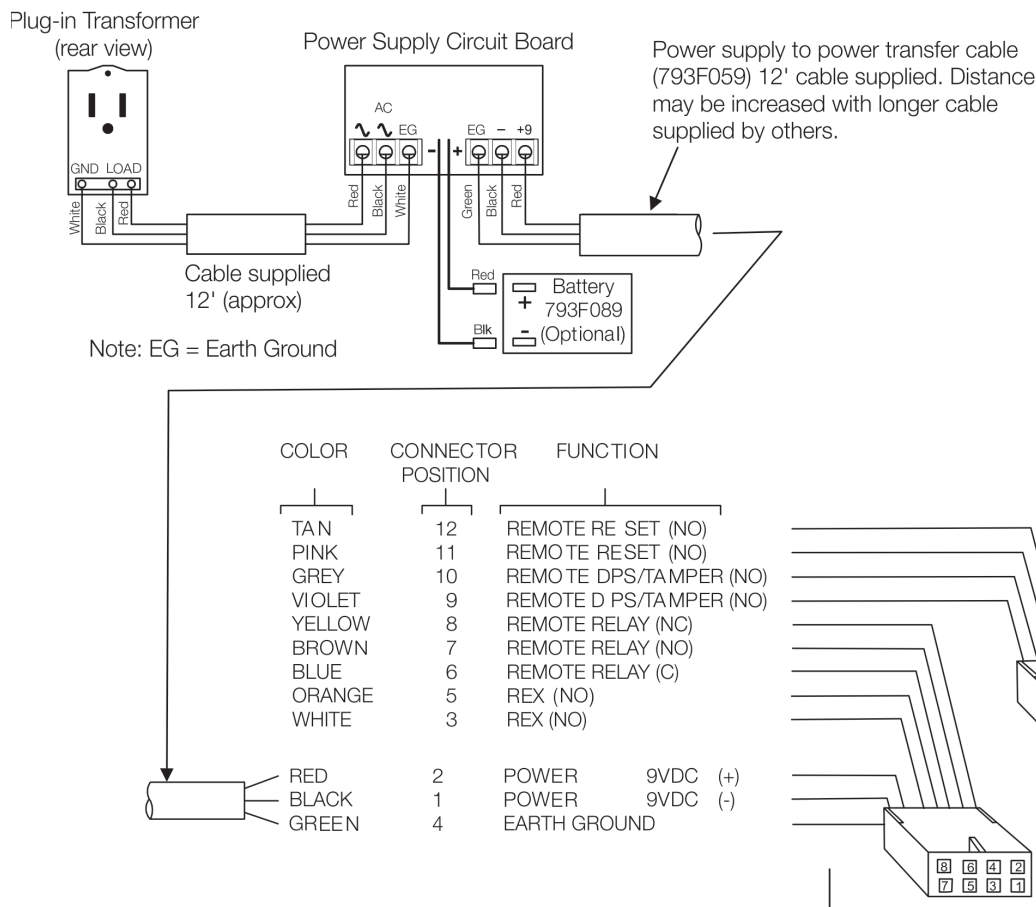 Plug-in Transformer
(rear view)
GND LOAD
White
Black
Red
Cable supplied
12' (approx)
Note: EG = Earth Ground
Power Supply Circuit Board
AC
EG
- +
EG - +9
Red
Black
White
Green
Black
Red
Red
Blk
Battery
+ 793F089
- (Optional)
Power supply to power transfer cable
(793F059) 12' cable supplied. Distance
may be increased with longer cable
supplied by others.
COLOR CONNECTOR POSITION FUNCTION
TAN 12 REMOTE RE SET (NO)
PINK 11 REMOTE RESET (NO)
GREY 10 REMOTE DPS/TAMPER (NO)
VIOLET 9 REMOTE D PS/TAMPER (NO)
YELLOW 8 REMOTE RELAY (NC)
BROWN 7 REMOTE RELAY (NO)
BLUE 6 REMOTE RELAY (C)
ORANGE 5 REX (NO)
WHITE 3 REX (NO)
RED 2 POWER 9VDC (+)
BLACK 1 POWER 9VDC (-)
GREEN 4 EARTH GROUND
8 6 4 2
7 5 3 1